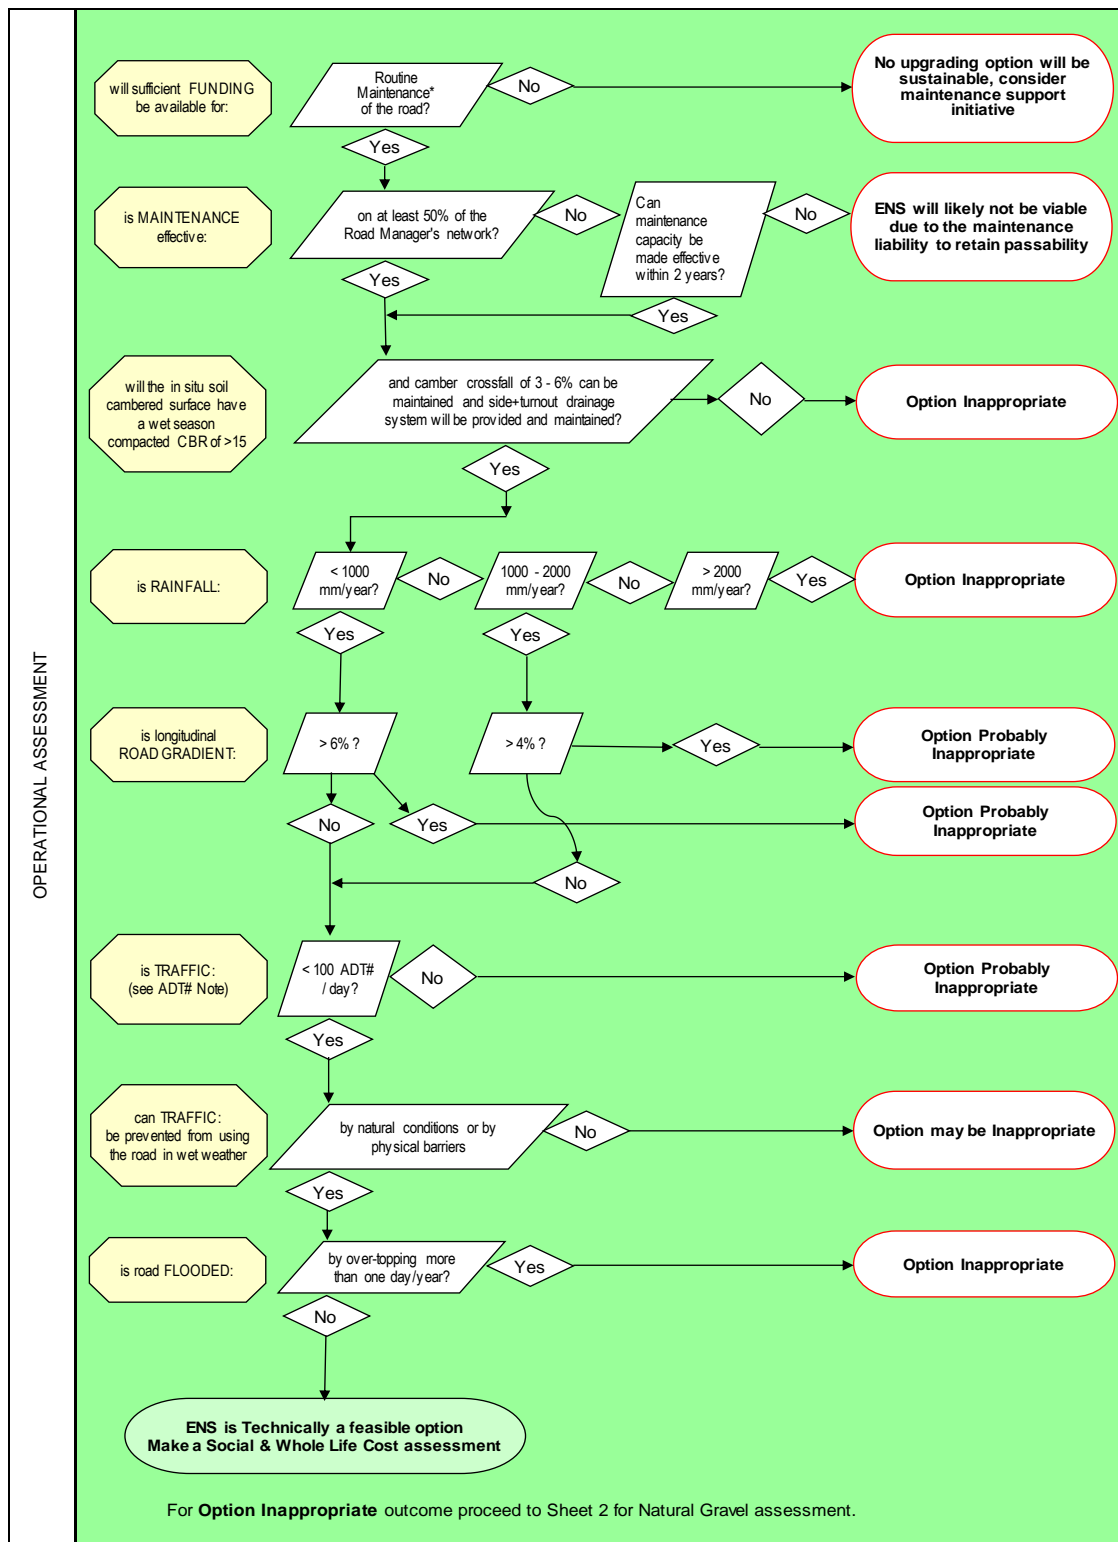 OPERATIONAL ASSESSMENT
will sufficient FUNDING
be available for:
Routine
Maintenance*
of the road?
No
No upgrading option will be
sustainable, consider
maintenance support
initiative
Yes
is MAINTENANCE
effective:
on at least 50% of the
Road Manager's network?
No
Can
maintenance
capacity be
made effective
within 2 years?
No
ENS will likely not be viable
due to the maintenance
liability to retain passability
Yes
Yes
will the in situ soil
cambered surface have
a wet season
compacted CBR of >15
and camber crossfall of 3 - 6% can be
maintained and side+turnout drainage
system will be provided and maintained?
No
Option Inappropriate
Yes
is RAINFALL:
< 1000
mm/year?
No
1000 - 2000
mm/year?
No
> 2000
mm/year?
Yes
Option Inappropriate
Yes
Yes
is longitudinal
ROAD GRADIENT:
> 6% ?
> 4% ?
Yes
Option Probably
Inappropriate
No
Yes
Option Probably
Inappropriate
No
is TRAFFIC:
(see ADT# Note)
< 100 ADT#
/ day?
No
Option Probably
Inappropriate
Yes
can TRAFFIC:
be prevented from using
the road in wet weather
by natural conditions or by
physical barriers
No
Option may be Inappropriate
Yes
is road FLOODED:
by over-topping more
than one day/year?
Yes
Option Inappropriate
No
ENS is Technically a feasible option
Make a Social & Whole Life Cost assessment
For Option Inappropriate outcome proceed to Sheet 2 for Natural Gravel assessment.